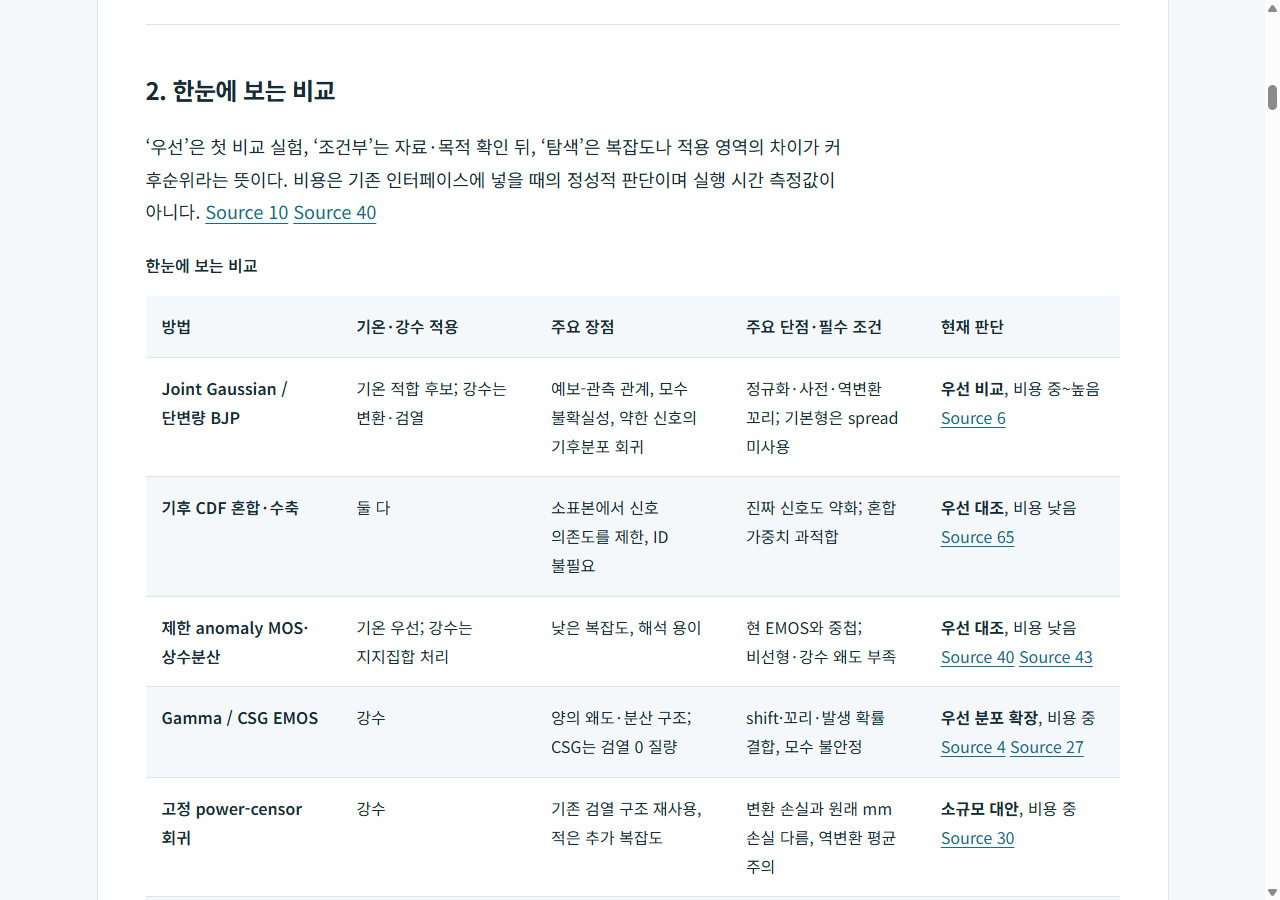 2. 한눈에 보는 비교
‘우선’은 첫 비교 실험, ‘조건부’는 자료·목적 확인 뒤, ‘탐색’은 복잡도나 적용 영역의 차이가 커
후순위라는 뜻이다. 비용은 기존 인터페이스에 넣을 때의 정성적 판단이며 실행 시간 측정값이
아니다. Source 10 Source 40
한눈에 보는 비교
방법 기온·강수 적용 주요 장점 주요 단점·필수 조건 현재 판단
Joint Gaussian / 기온 적합 후보; 강수는 예보-관측 관계, 모수 정규화·사전·역변환 우선 비교, 비용 중~높음
단변량 BJP 변환·검열 불확실성, 약한 신호의 꼬리; 기본형은 spread Source 6
기후분포 회귀 미사용
기후 CDF 혼합·수축 둘 다 소표본에서 신호 진짜 신호도 약화; 혼합 우선 대조, 비용 낮음
의존도를 제한, ID 가중치 과적합 Source 65
불필요
제한 anomaly MOS· 기온 우선; 강수는 낮은 복잡도, 해석 용이 현 EMOS와 중첩; 우선 대조, 비용 낮음
상수분산 지지집합 처리 비선형·강수 왜도 부족 Source 40 Source 43
Gamma / CSG EMOS 강수 양의 왜도·분산 구조; shift·꼬리·발생 확률 우선 분포 확장, 비용 중
CSG는 검열 0 질량 결합, 모수 불안정 Source 4 Source 27
고정 power-censor 강수 기존 검열 구조 재사용, 변환 손실과 원래 mm 소규모 대안, 비용 중
회귀 적은 추가 복잡도 손실 다름, 역변환 평균 Source 30
주의